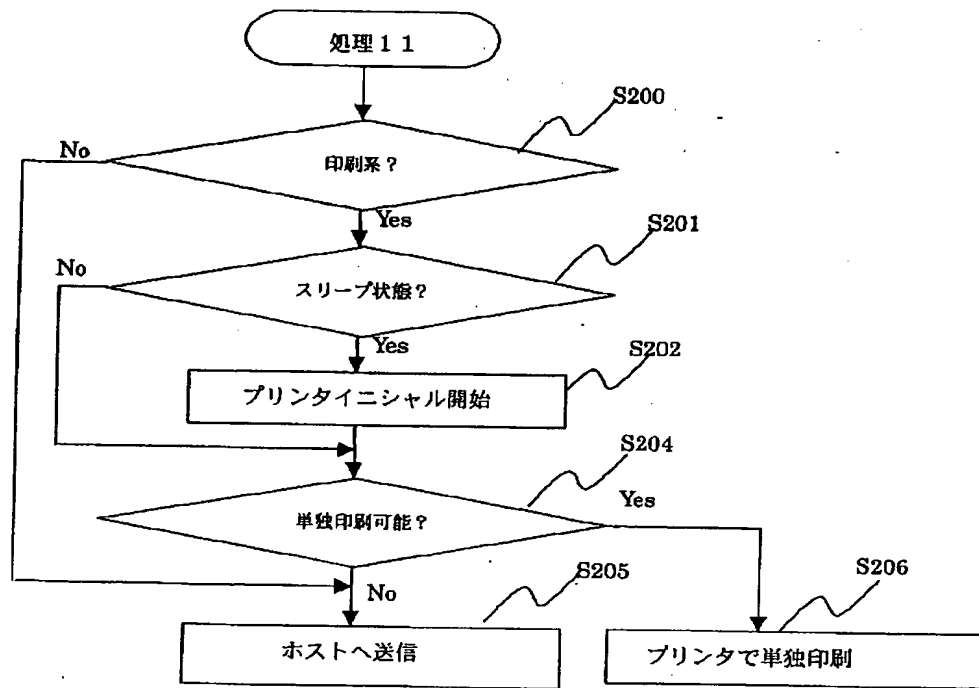 処理１１
S200
No
印刷系？
Yes
S201
No
スリープ状態？
Yes
S202
プリンタイニシャル開始
S204
単独印刷可能？
Yes
No
S205
S206
ホストへ送信
プリンタで単独印刷